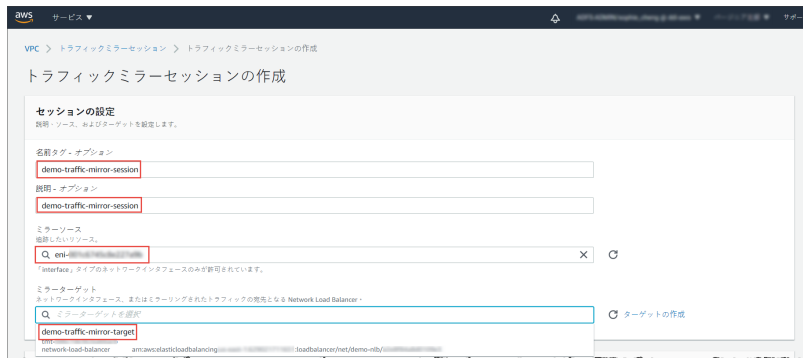 aws サービス ▼ サポー
VPC > トラフィックミラーセッション > トラフィックミラーセッションの作成
トラフィックミラーセッションの作成
セッションの設定
説明・ソース、およびターゲットを設定します。
名前タグ - オプション
demo-traffic-mirror-session
説明 - オプション
demo-traffic-mirror-session
ミラーソース
追跡したいリソース。
eni-
「interface」タイプのネットワークインタフェースのみが許可されています。
ミラーターゲット
ネットワークインタフェース、またはミラーリングされたトラフィックの宛先となる Network Load Balancer・
ミラーターゲットを選択 ターゲットの作成
demo-traffic-mirror-target
network-load-balancer arn:aws:elasticloadbalancing :loadbalancer/net/demo-nlb/